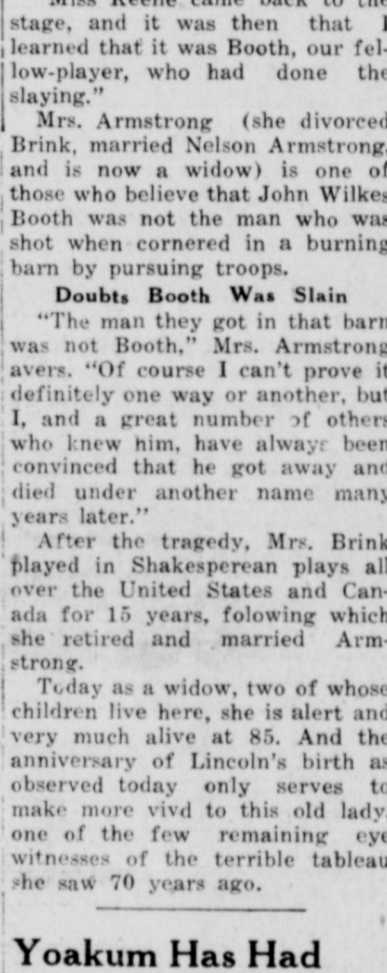 Miss Keene came back to the
stage, and it was then that I
learned that it was Booth, our fel-
low-player, who had done the
slaying."
Mrs. Armstrong (she divorced
Brink, married Nelson Armstrong,
and is now a widow) is one of
those who believe that John Wilkes
Booth was not the man who was
shot when cornered in a burning
barn by pursuing troops.
Doubts Booth Was Slain
"The man they got in that barn
was not Booth," Mrs. Armstrong
avers. "Of course I can't prove it
definitely one way or another, but
I, and a great number of others
who knew him, have always been
convinced that he got away and
died under another name many
years later."
After the tragedy, Mrs. Brink
played in Shakesperean plays all
over the United States and Can-
ada for 15 years, folowing which
she retired and married Arm-
strong.
Today as a widow, two of whose
children live here, she is alert and
very much alive at 85. And the
anniversary of Lincoln's birth as
observed today only serves to
make more vivd to this old lady,
one of the few remaining eye
witnesses of the terrible tableau
she saw 70 years ago.
Yoakum Has Had